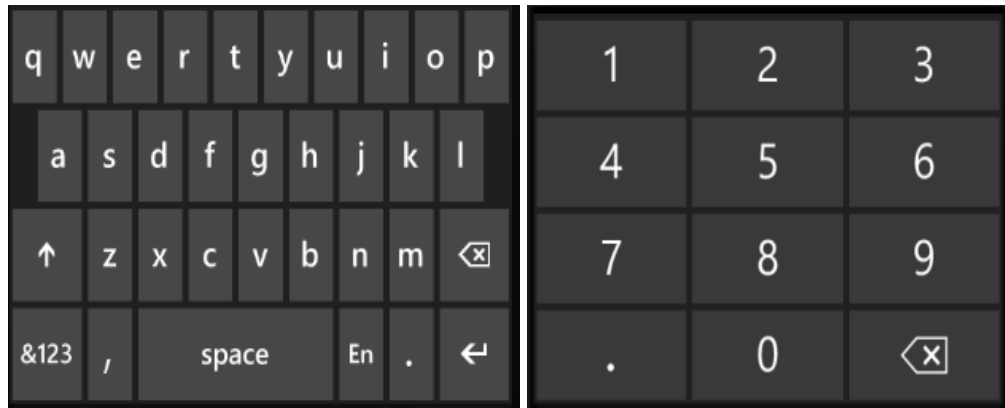 q w e r t y u i o p
a s d f g h j k l
z x c v b n m
&123 , space En .
1 2 3
4 5 6
7 8 9
. 0